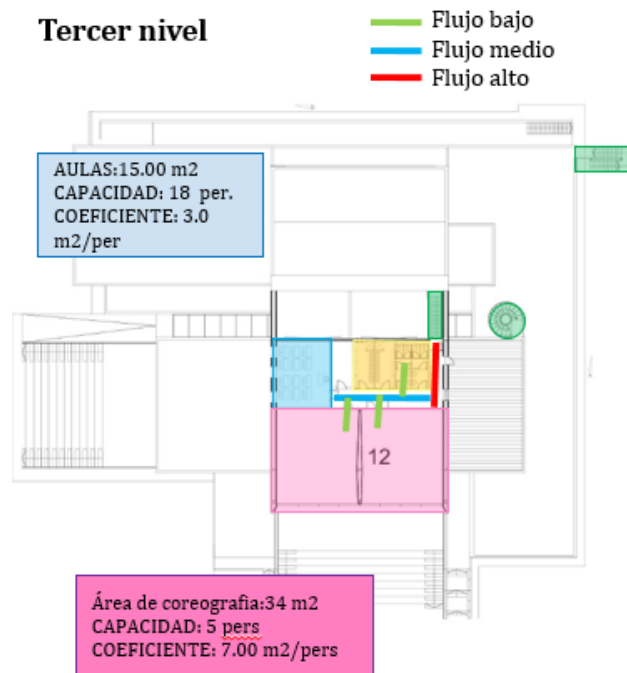 Tercer nivel
Flujo bajo
Flujo medio
Flujo alto
AULAS:15.00 m2
CAPACIDAD: 18 per.
COEFICIENTE: 3.0
m2/per
12
Área de coreografia:34 m2
CAPACIDAD: 5 pers
COEFICIENTE: 7.00 m2/pers